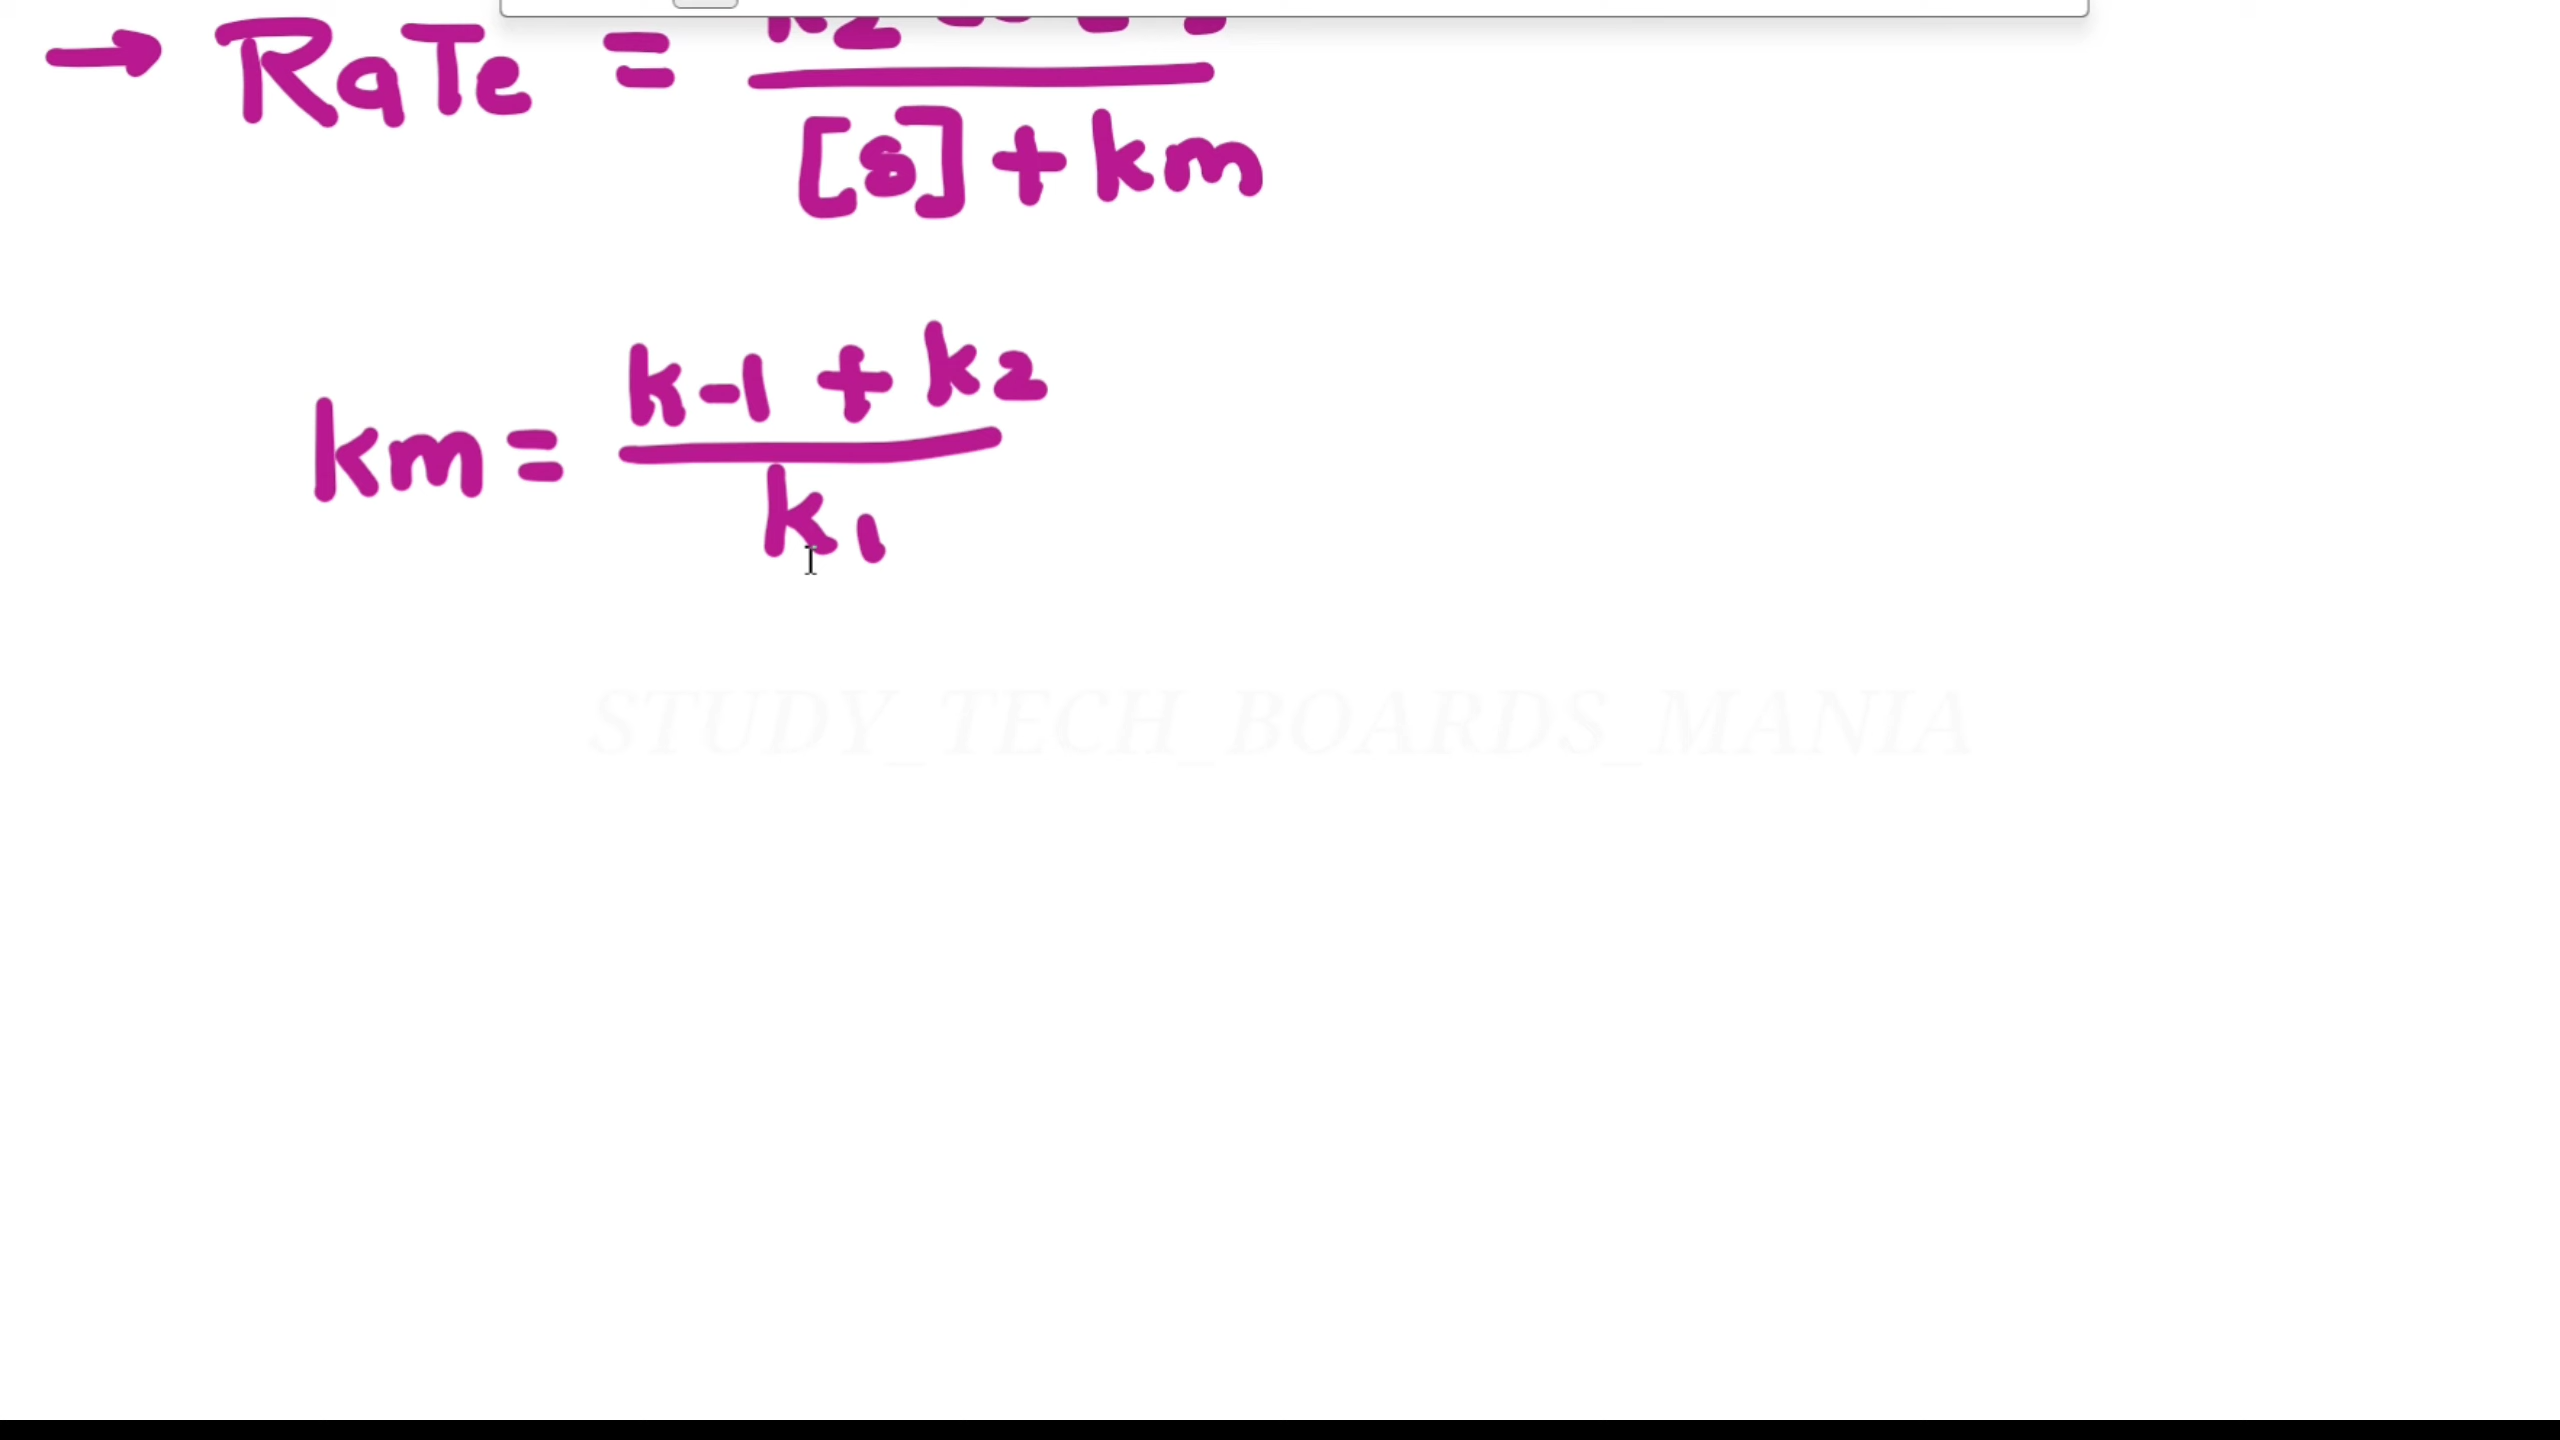 → RaTe =
[s] + km
k-1 + k2
km =
k1
STUDY_TECH_BOARDS_MANIA